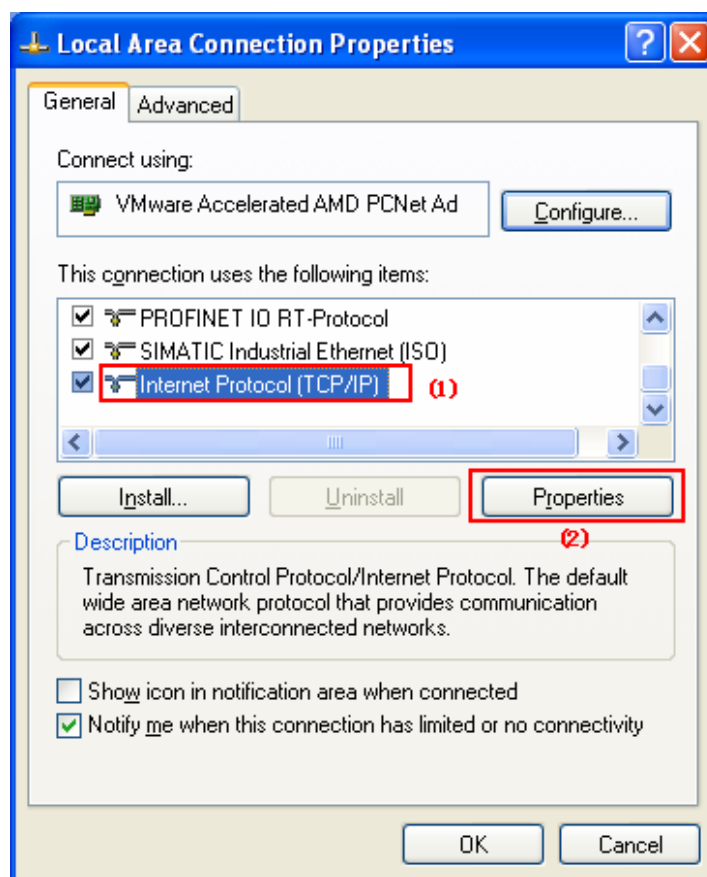 Local Area Connection Properties
General Advanced
Connect using:
VMware Accelerated AMD PCNet Ad Configure...
This connection uses the following items:
PROFINET IO RT-Protocol
SIMATIC Industrial Ethernet (ISO)
Internet Protocol (TCP/IP) (1)
Install... Uninstall Properties
(2)
Description
Transmission Control Protocol/Internet Protocol. The default
wide area network protocol that provides communication
across diverse interconnected networks.
Show icon in notification area when connected
Notify me when this connection has limited or no connectivity
OK Cancel